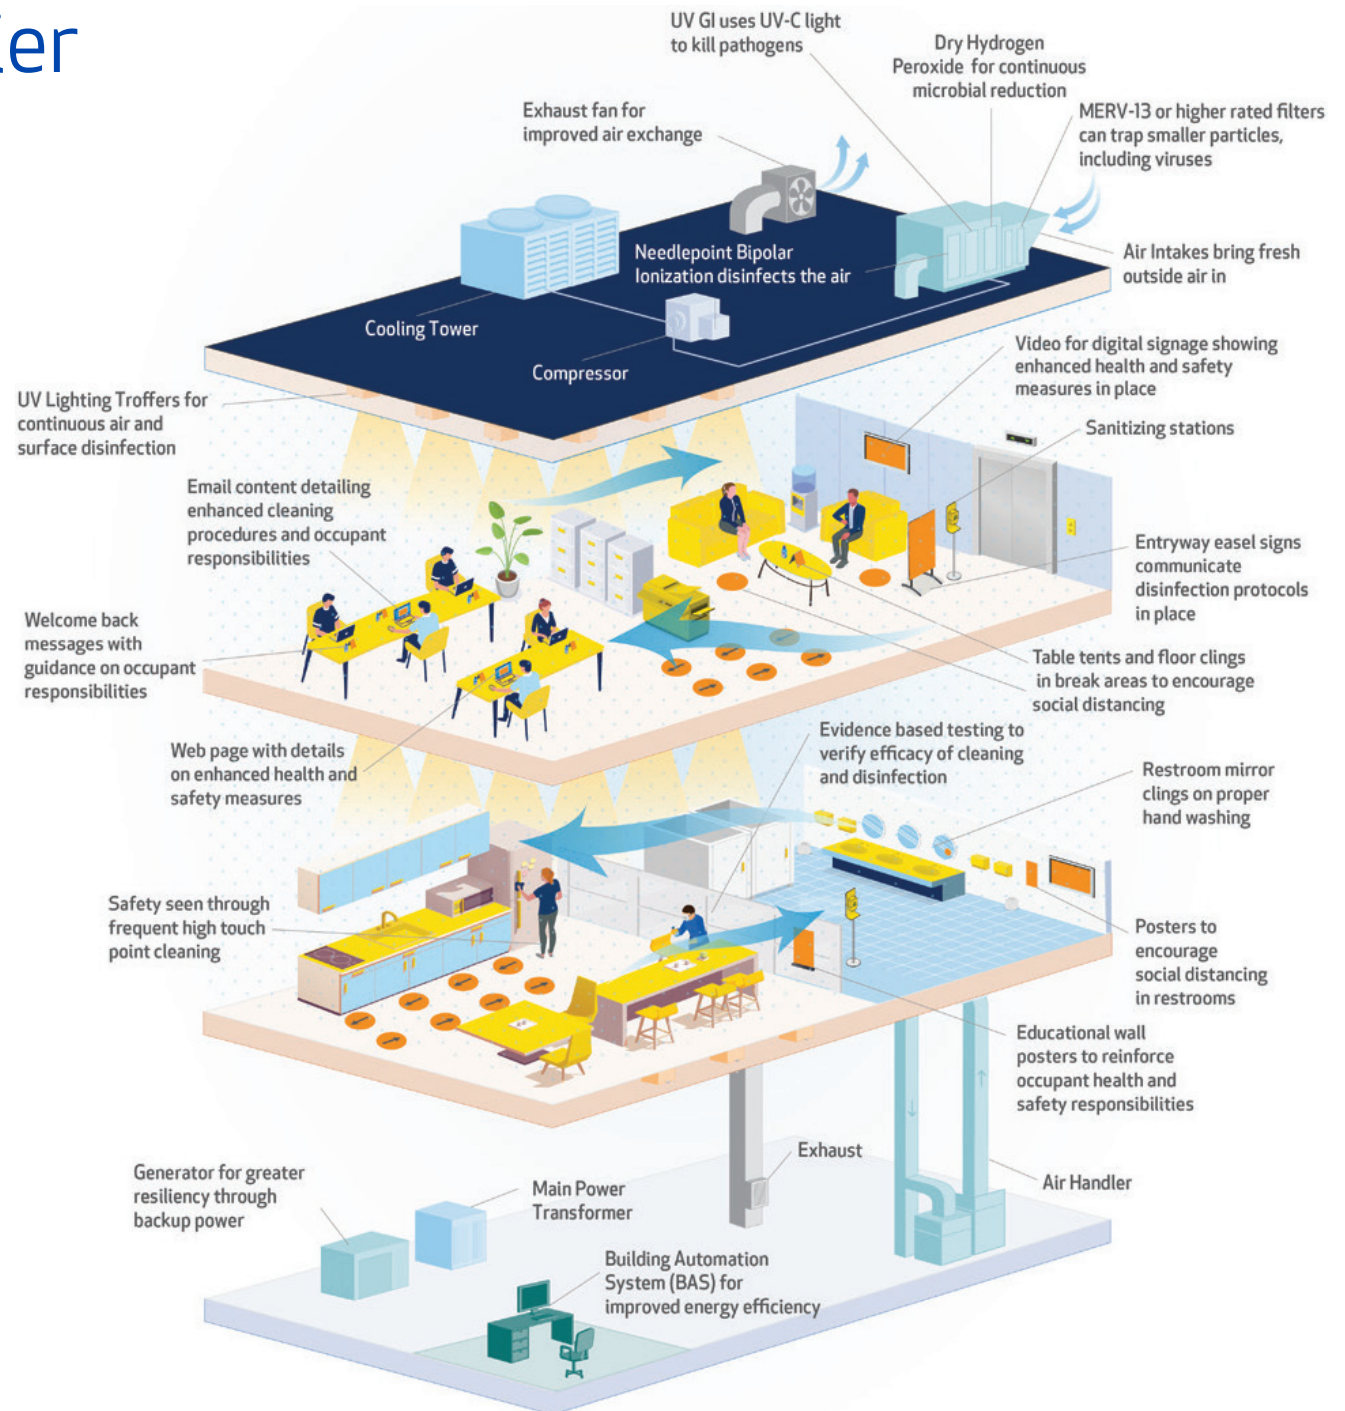 UV GI uses UV-C light
to kill pathogens
Dry Hydrogen
Peroxide for continuous
microbial reduction
Exhaust fan for
improved air exchange
MERV-13 or higher rated filters
can trap smaller particles,
including viruses
Needlepoint Bipolar
Ionization disinfects the air
Air Intakes bring fresh
outside air in
Cooling Tower
Compressor
Video for digital signage showing
enhanced health and safety
measures in place
UV Lighting Troffers for
continuous air and
surface disinfection
Sanitizing stations
Email content detailing
enhanced cleaning
procedures and occupant
responsibilities
Entryway easel signs
communicate
disinfection protocols
in place
Welcome back
messages with
guidance on occupant
responsibilities
Table tents and floor clings
in break areas to encourage
social distancing
Web page with details
on enhanced health and
safety measures
Evidence based testing to
verify efficacy of cleaning
and disinfection
Restroom mirror
clings on proper
hand washing
Safety seen through
frequent high touch
point cleaning
Posters to
encourage
social distancing
in restrooms
Educational wall
posters to reinforce
occupant health and
safety responsibilities
Exhaust
Air Handler
Generator for greater
resiliency through
backup power
Main Power
Transformer
Building Automation
System (BAS) for
improved energy efficiency